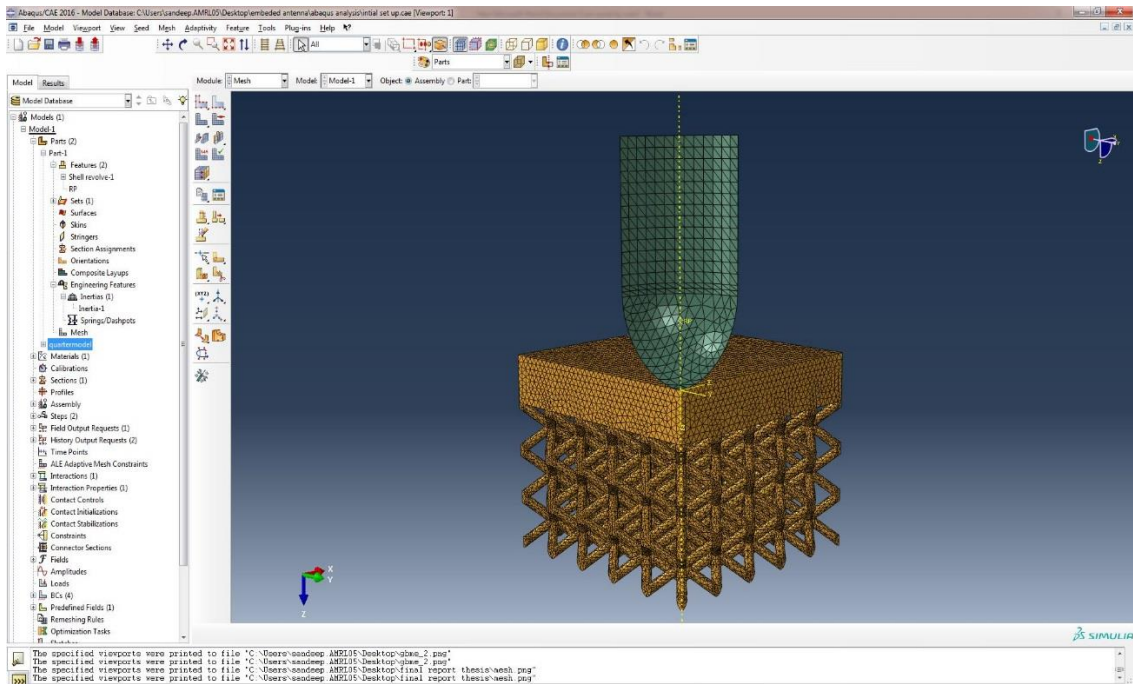 Abaqus/CAE 2016 - Model Database: C:\Users\sandeep.AMRL05\Desktop\embeded antenna\abaqus analysis\intial set up.cae [Viewport: 1]
File Model Viewport View Seed Mesh Adaptivity Feature Tools Plug-ins Help
All
Parts
Model Results
Module: Mesh Model: Model-1 Object: Assembly Part:
Model Database
Models (1)
Model-1
Parts (2)
Part-1
Features (2)
Shell revolve-1
RP
Sets (1)
Surfaces
Skins
Stringers
Section Assignments
Orientations
Composite Layups
Engineering Features
Inertias (1)
Inertia-1
Springs/Dashpots
Mesh
quartermodel
Materials (1)
Calibrations
Sections (1)
Profiles
Assembly
Steps (2)
Field Output Requests (1)
History Output Requests (2)
Time Points
ALE Adaptive Mesh Constraints
Interactions (1)
Interaction Properties (1)
Contact Controls
Contact Initializations
Contact Stabilizations
Constraints
Connector Sections
Fields
Amplitudes
Loads
BCs (4)
Predefined Fields (1)
Remeshing Rules
Optimization Tasks
(XYZ)
RP
X
Y
Z
SIMULIA
The specified viewports were printed to file "C:\Users\sandeep.AMRL05\Desktop\gbme_2.png"
The specified viewports were printed to file "C:\Users\sandeep.AMRL05\Desktop\gbme_2.png"
The specified viewports were printed to file "C:\Users\sandeep.AMRL05\Desktop\final report thesis\mesh.png"
The specified viewports were printed to file "C:\Users\sandeep.AMRL05\Desktop\final report thesis\mesh.png"